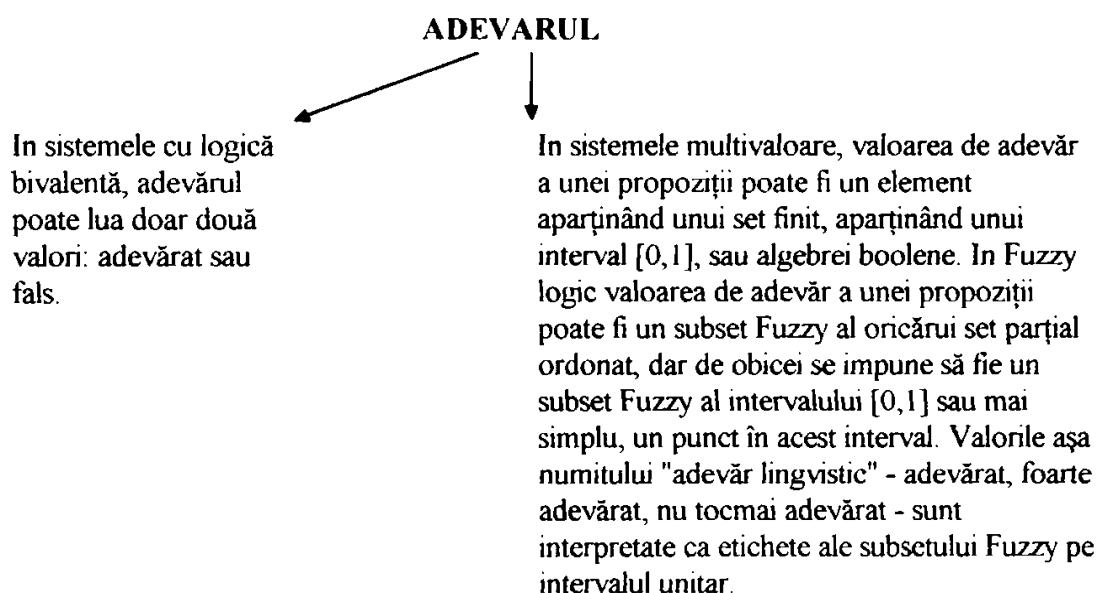 ADEVARUL
In sistemele cu logică
bivalentă, adevărul
poate lua doar două
valori: adevărat sau
fals.
In sistemele multivaloare, valoarea de adevăr
a unei propoziții poate fi un element
aparținând unui set finit, aparținând unui
interval [0,1], sau algebrei boolene. In Fuzzy
logic valoarea de adevăr a unei propoziții
poate fi un subset Fuzzy al oricărui set parțial
ordonat, dar de obicei se impune să fie un
subset Fuzzy al intervalului [0,1] sau mai
simplu, un punct în acest interval. Valorile așa
numitului "adevăr lingvistic" - adevărat, foarte
adevărat, nu tocmai adevărat - sunt
interpretate ca etichete ale subsetului Fuzzy pe
intervalul unitar.